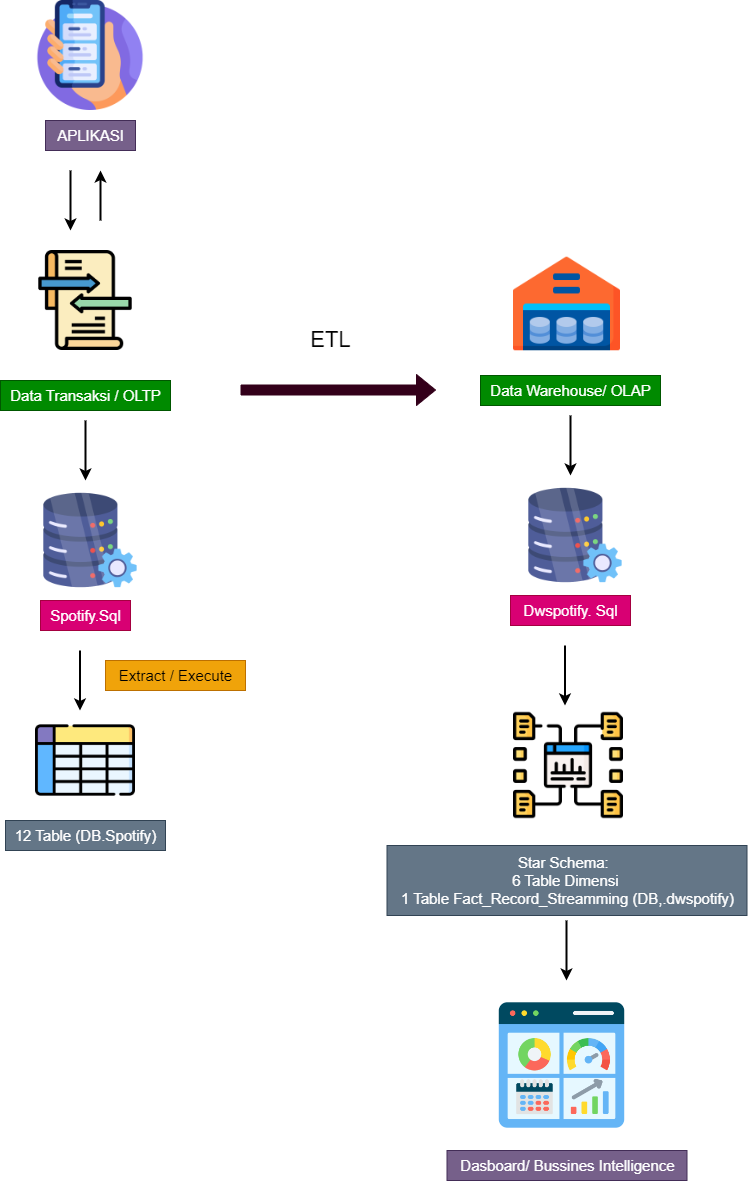 APLIKASI
ETL
Data Transaksi / OLTP
Data Warehouse/ OLAP
Spotify.Sql
Dwspotify. Sql
Extract / Execute
12 Table (DB.Spotify)
Star Schema:
6 Table Dimensi
1 Table Fact_Record_Streamming (DB,.dwspotify)
Dasboard/ Bussines Intelligence